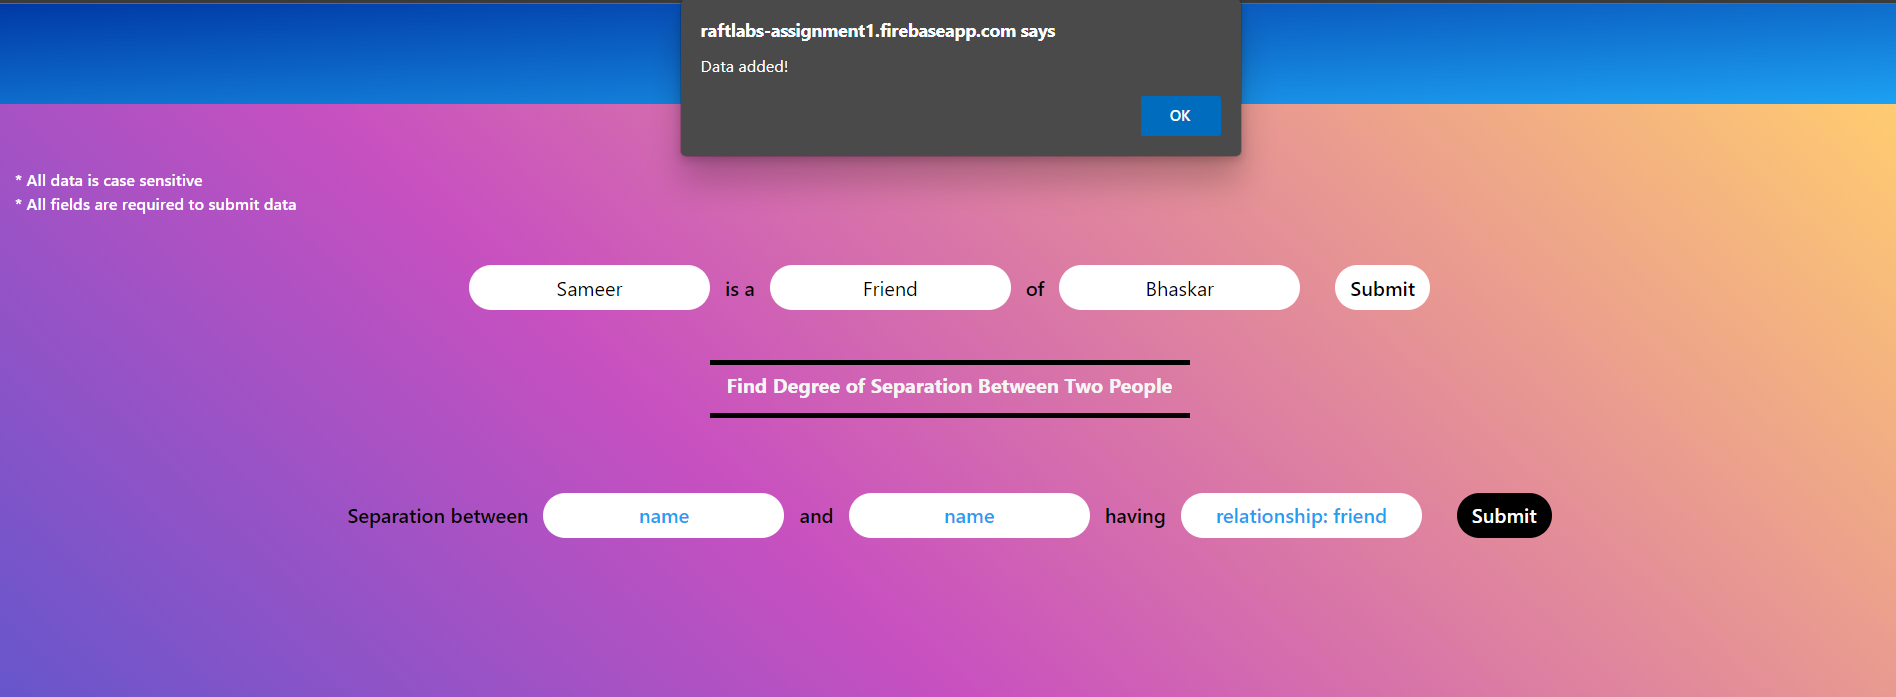 raftlabs-assignment1.firebaseapp.com says
Data added!
OK
* All data is case sensitive
* All fields are required to submit data
Sameer is a Friend of Bhaskar Submit
Find Degree of Separation Between Two People
Separation between name and name having relationship: friend Submit